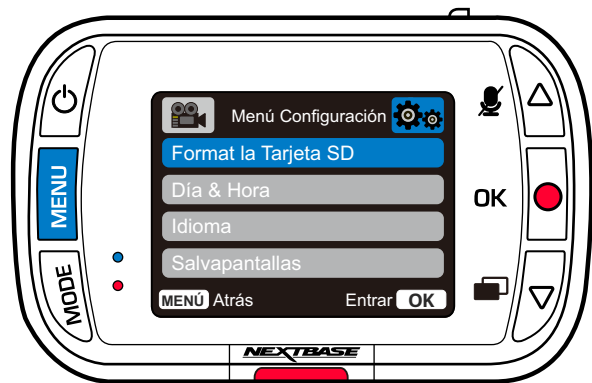 Menú Configuración
Format la Tarjeta SD
MENU
Día & Hora
OK
Idioma
Salvapantallas
MODE
MENÚ Atrás Entrar OK
NEXTBASE